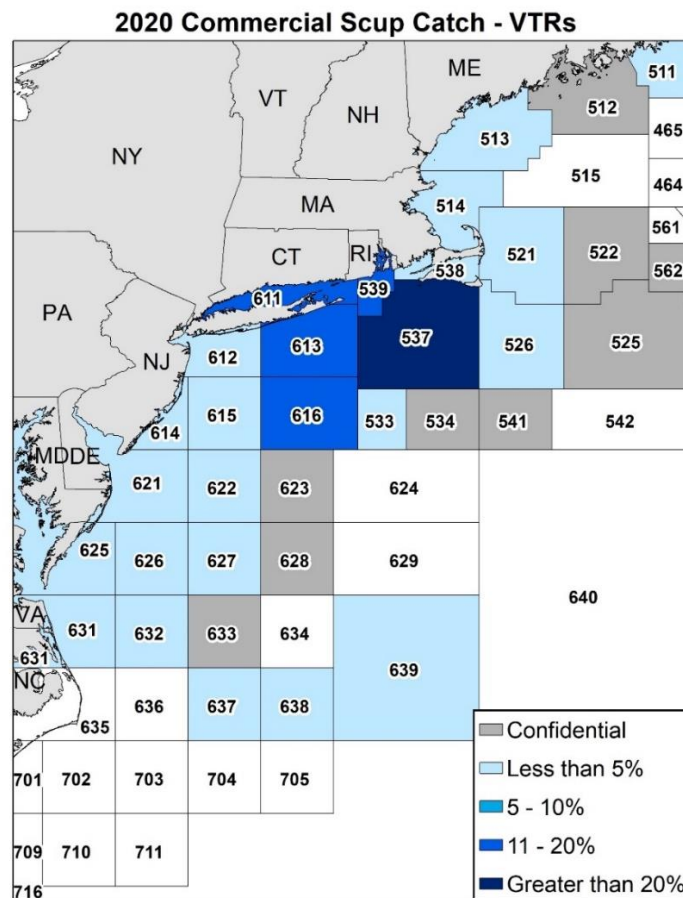 2020 Commercial Scup Catch - VTRs
ME
511
VT
512
NH
513
465
NY
515
464
MA
514
561
521
522
CT
RI
538
562
611
539
PA
537
526
525
NJ
612
613
614
615
616
533
534
541
542
MD
DE
621
622
623
624
625
626
627
628
629
640
VA
631
632
633
634
631
639
NC
635
636
637
638
701
702
703
704
705
709
710
711
716
Confidential
Less than 5%
5 - 10%
11 - 20%
Greater than 20%